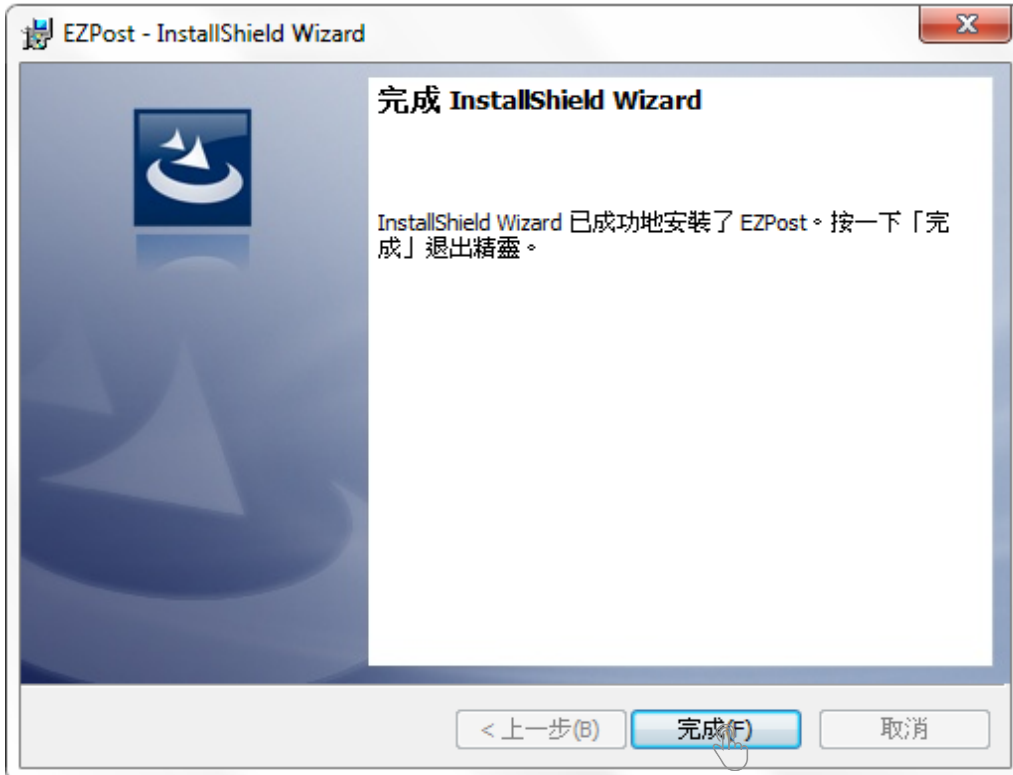 EZPost - InstallShield Wizard
完成 InstallShield Wizard
InstallShield Wizard 已成功地安裝了 EZPost。按一下「完
成」退出精靈。
< 上一步(B) 完成(F) 取消